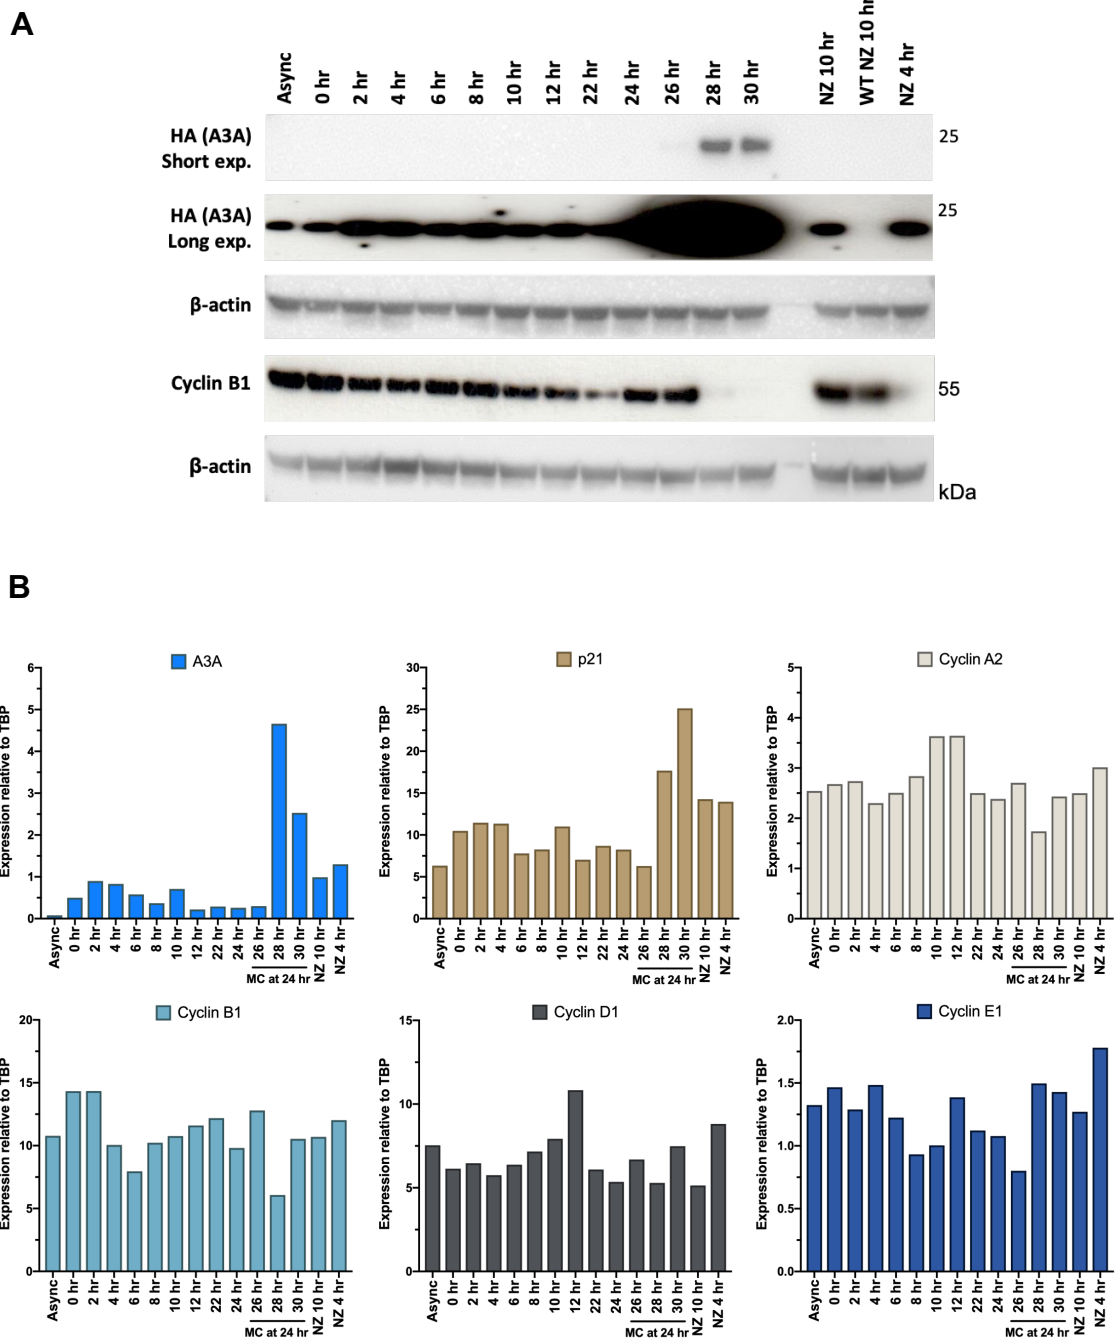 A
Async
0 hr
2 hr
4 hr
6 hr
8 hr
10 hr
12 hr
22 hr
24 hr
26 hr
28 hr
30 hr
NZ 10 hr
WT NZ 10 hr
NZ 4 hr
HA (A3A)
Short exp.
25
HA (A3A)
Long exp.
25
β-actin
Cyclin B1
55
β-actin
kDa
B
A3A
Expression relative to TBP
6
5
4
3
2
1
0
Async
0 hr
2 hr
4 hr
6 hr
8 hr
10 hr
12 hr
22 hr
24 hr
26 hr
28 hr
30 hr
NZ 10 hr
NZ 4 hr
MC at 24 hr
p21
Expression relative to TBP
30
25
20
15
10
5
0
Async
0 hr
2 hr
4 hr
6 hr
8 hr
10 hr
12 hr
22 hr
24 hr
26 hr
28 hr
30 hr
NZ 10 hr
NZ 4 hr
MC at 24 hr
Cyclin A2
Expression relative to TBP
5
4
3
2
1
0
Async
0 hr
2 hr
4 hr
6 hr
8 hr
10 hr
12 hr
22 hr
24 hr
26 hr
28 hr
30 hr
NZ 10 hr
NZ 4 hr
MC at 24 hr
Cyclin B1
Expression relative to TBP
20
15
10
5
0
Async
0 hr
2 hr
4 hr
6 hr
8 hr
10 hr
12 hr
22 hr
24 hr
26 hr
28 hr
30 hr
NZ 10 hr
NZ 4 hr
MC at 24 hr
Cyclin D1
Expression relative to TBP
15
10
5
0
Async
0 hr
2 hr
4 hr
6 hr
8 hr
10 hr
12 hr
22 hr
24 hr
26 hr
28 hr
30 hr
NZ 10 hr
NZ 4 hr
MC at 24 hr
Cyclin E1
Expression relative to TBP
2.0
1.5
1.0
0.5
0.0
Async
0 hr
2 hr
4 hr
6 hr
8 hr
10 hr
12 hr
22 hr
24 hr
26 hr
28 hr
30 hr
NZ 10 hr
NZ 4 hr
MC at 24 hr